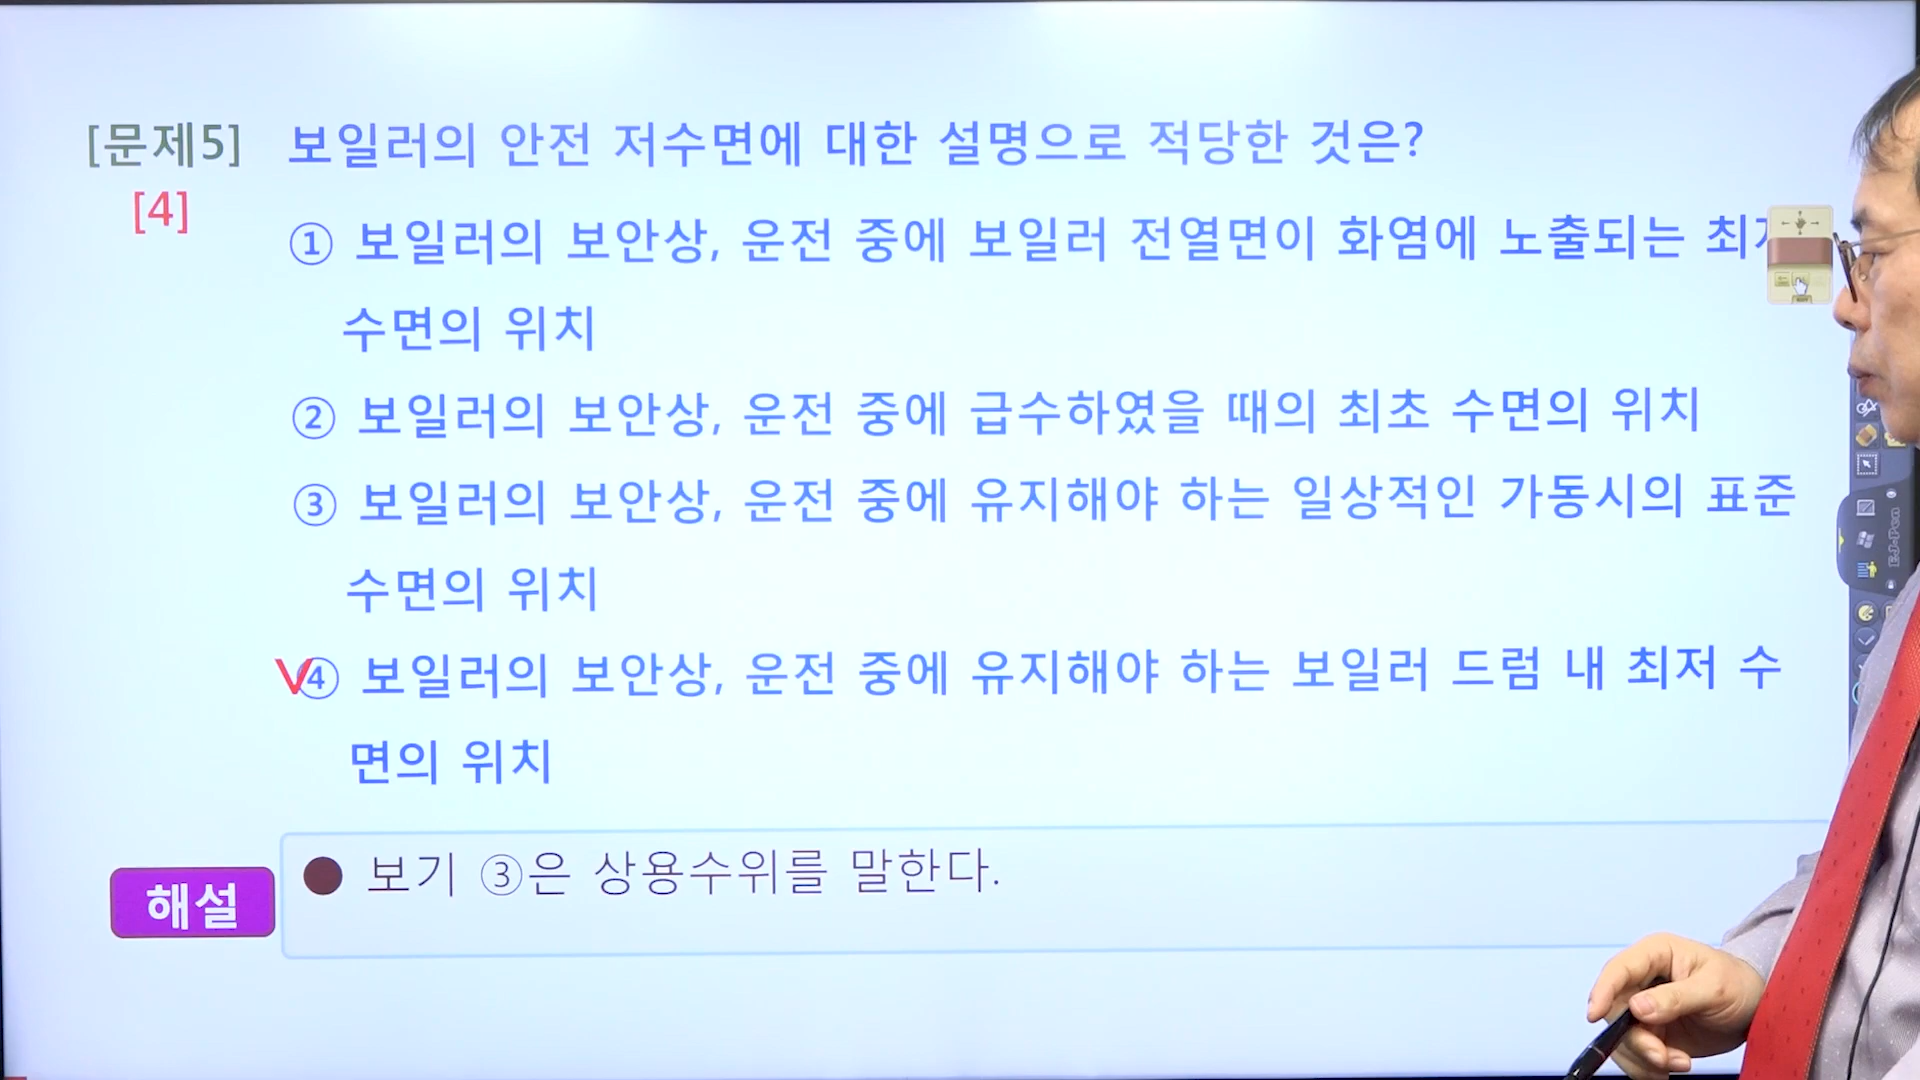 [문제5] 보일러의 안전 저수면에 대한 설명으로 적당한 것은?
[4]
① 보일러의 보안상, 운전 중에 보일러 전열면이 화염에 노출되는
수면의 위치
② 보일러의 보안상, 운전 중에 급수하였을 때의 최초 수면의 위치
③ 보일러의 보안상, 운전 중에 유지해야 하는 일상적인 가동시의 표준
수면의 위치
V④ 보일러의 보안상, 운전 중에 유지해야 하는 보일러 드럼 내 최저 수
면의 위치
해설 ● 보기 ③은 상용수위를 말한다.